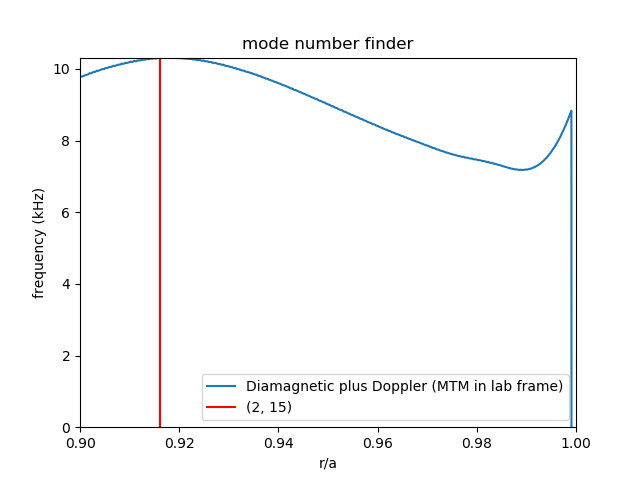 mode number finder
frequency (kHz)
10
8
6
4
2
0
Diamagnetic plus Doppler (MTM in lab frame)
(2, 15)
0.90 0.92 0.94 0.96 0.98 1.00
r/a